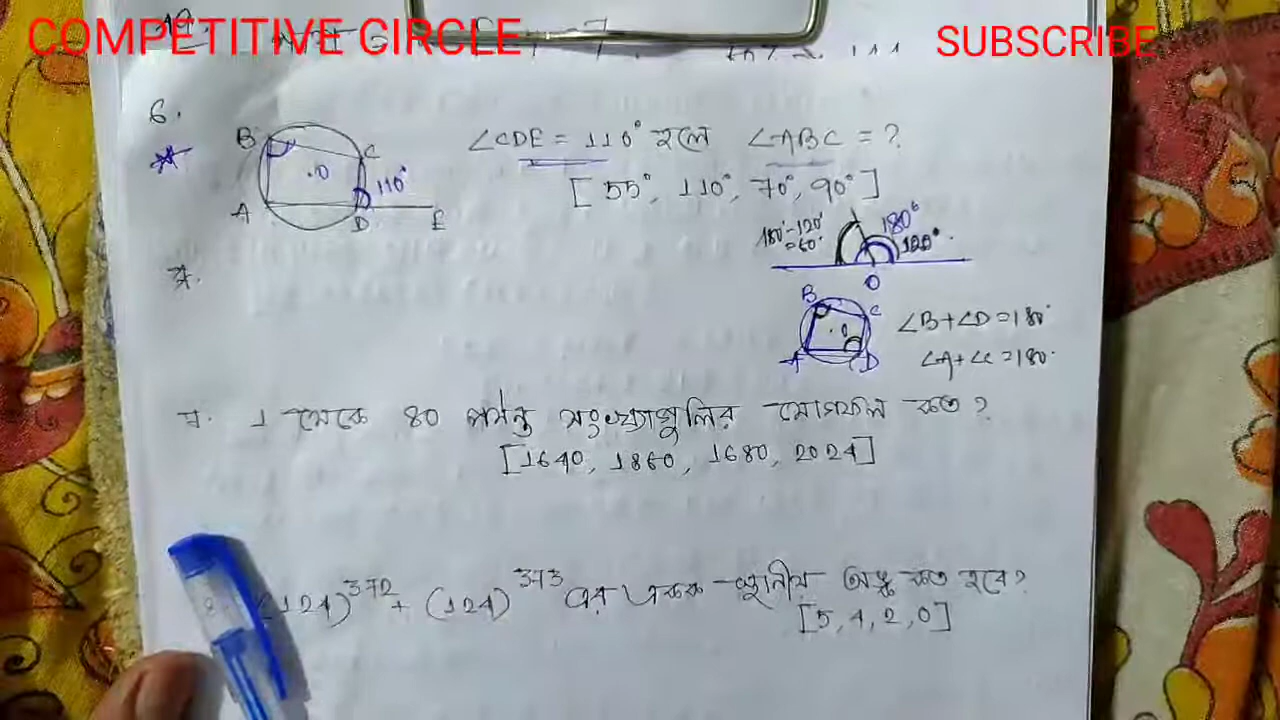 COMPETITIVE CIRCLE
SUBSCRIBE
6.
∠CDE = 110° হলে ∠ABC = ?
[55°, 110°, 70°, 90°]
B
C
O
110°
A
D
E
180°-120°
=60°
180°
120°
O
B
C
O
A
D
∠B+∠D=180°
∠A+∠C=180°
উ.
1 থেকে 40 পর্যন্ত সংখ্যাগুলির যোগফল কত?
[1640, 1860, 1680, 2024]
8.
(124)³⁷² + (124)³⁷³ এর একক স্থানীয় অঙ্ক কত হবে?
[5, 4, 2, 0]